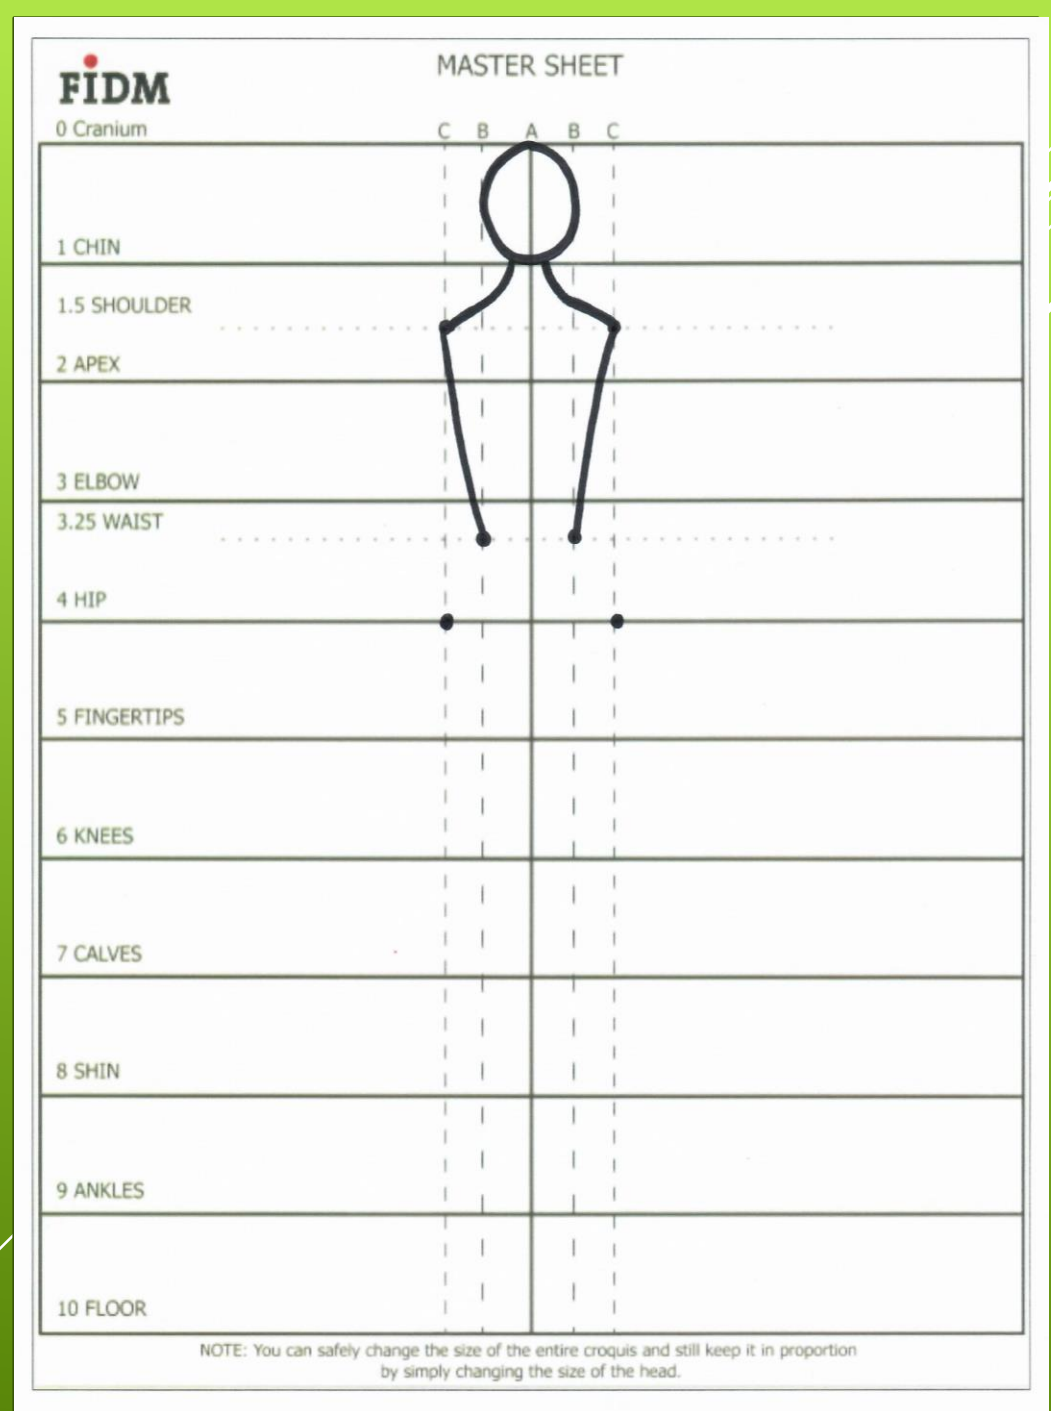 FIDM
MASTER SHEET
0 Cranium
C B A B C
1 CHIN
1.5 SHOULDER
2 APEX
3 ELBOW
3.25 WAIST
4 HIP
5 FINGERTIPS
6 KNEES
7 CALVES
8 SHIN
9 ANKLES
10 FLOOR
NOTE: You can safely change the size of the entire croquis and still keep it in proportion
by simply changing the size of the head.